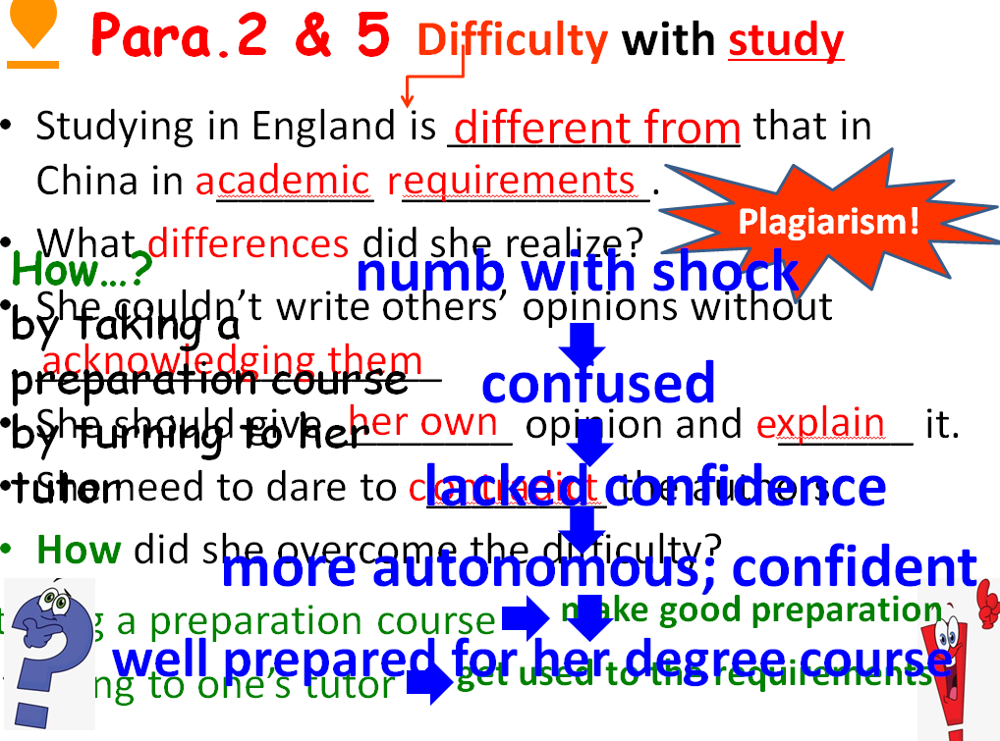 Para.2 & 5 Difficulty with study
Studying in England is different from that in
China in academic requirements.
Plagiarism!
What differences did she realize?
How…?
numb with shock
She couldn't write others' opinions without
by taking a
acknowledging them
preparation course
confused
She should give her own opinion and explain it.
by turning to her
tutor
She need to dare to contradict the authors
lacked confidence
How did she overcome the difficulty?
more autonomous; confident
a preparation course make good preparation
well prepared for her degree course
to one's tutor get used to the requirements